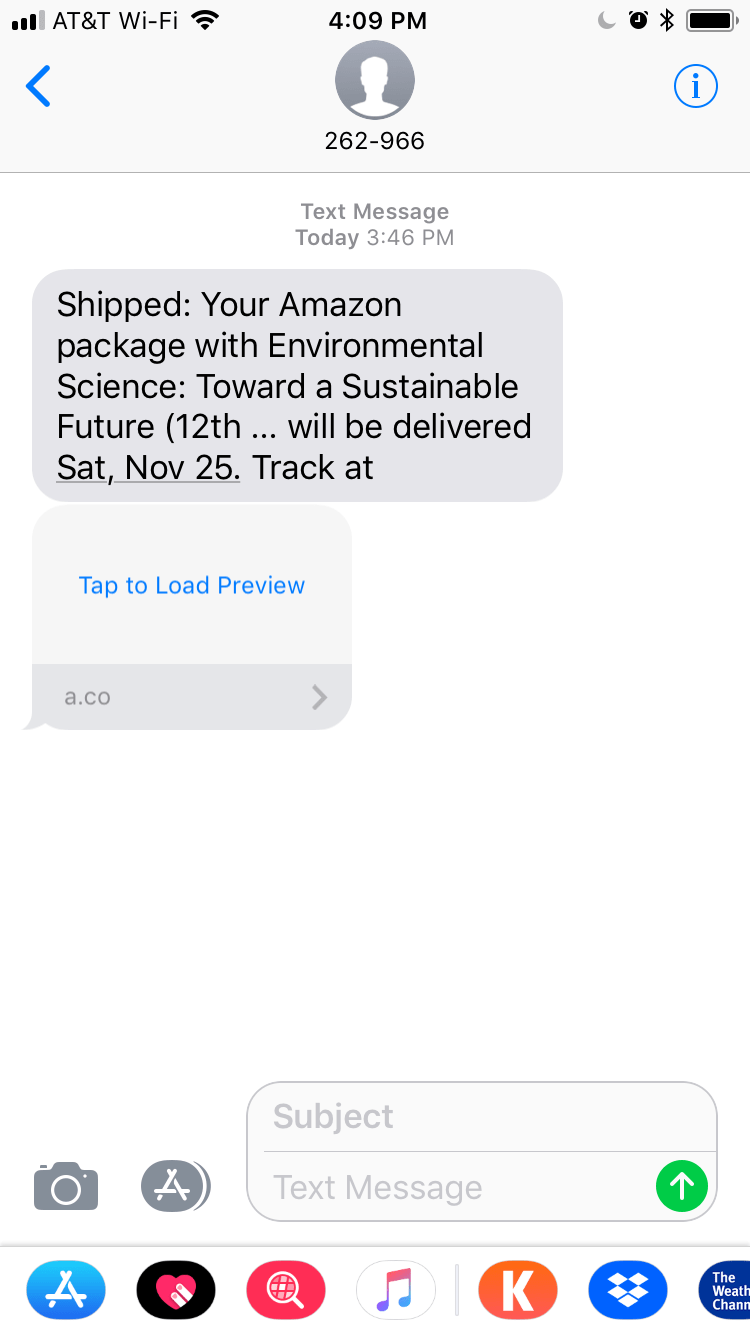 AT&T Wi-Fi 4:09 PM
262-966
Text Message
Today 3:46 PM
Shipped: Your Amazon
package with Environmental
Science: Toward a Sustainable
Future (12th ... will be delivered
Sat, Nov 25. Track at
Tap to Load Preview
a.co
Subject
Text Message
K
The
Weath
Chann